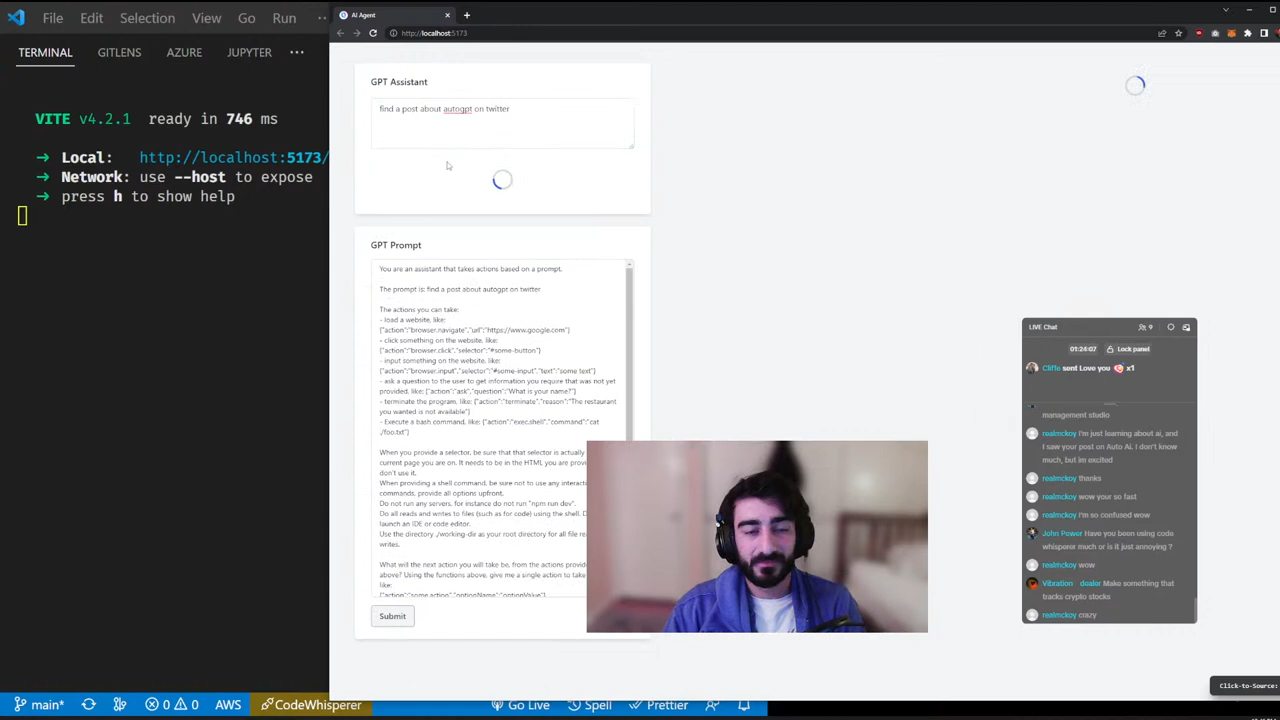 File Edit Selection View Go Run
TERMINAL GITLENS AZURE JUPYTER ...
VITE v4.2.1 ready in 746 ms
➜ Local: http://localhost:5173/
➜ Network: use --host to expose
➜ press h to show help
AI Agent
http://localhost:5173
GPT Assistant
find a post about autogpt on twitter
GPT Prompt
You are an assistant that takes actions based on a prompt.
The prompt is: find a post about autogpt on twitter
The actions you can take:
- load a website, like:
{"action":"browser.navigate","url":"https://www.google.com"}
- click something on the website, like:
{"action":"browser.click","selector":"#some-button"}
- input something on the website, like:
{"action":"browser.input","selector":"#some-input","text":"some text"}
- ask a question to the user to get information you require that was not yet
provided, like: {"action":"ask","question":"What is your name?"}
- terminate the program, like: {"action":"terminate","reason":"The restaurant
you wanted is not available"}
- Execute a bash command, like: {"action":"exec.shell","command":"cat
./foo.txt"}
When you provide a selector, be sure that that selector is actually
current page you are on. It needs to be in the HTML you are provi
don't use it.
When providing a shell command, be sure not to use any interacti
commands, provide all options upfront.
Do not run any servers, for instance do not run "npm run dev".
Do all reads and writes to files (such as for code) using the shell. D
launch an IDE or code editor.
Use the directory ./working-dir as your root directory for all file rea
writes.
What will the next action you will take be, from the actions provide
above? Using the functions above, give me a single action to take
like:
{"action":"some.action","optionName":"optionValue"}
Submit
LIVE Chat 9
01:24:07 Lock panel
Cliffe sent Love you x1
management studio
realmckoy I'm just learning about ai, and
I saw your post on Auto AI. I don't know
much, but im excited
realmckoy thanks
realmckoy wow your so fast
realmckoy I'm so confused wow
John Power Have you been using code
whisperer much or is it just annoying ?
realmckoy wow
Vibration dealer Make something that
tracks crypto stocks
realmckoy crazy
Click-to-Source:
main* 0 0 AWS CodeWhisperer Go Live Spell Prettier